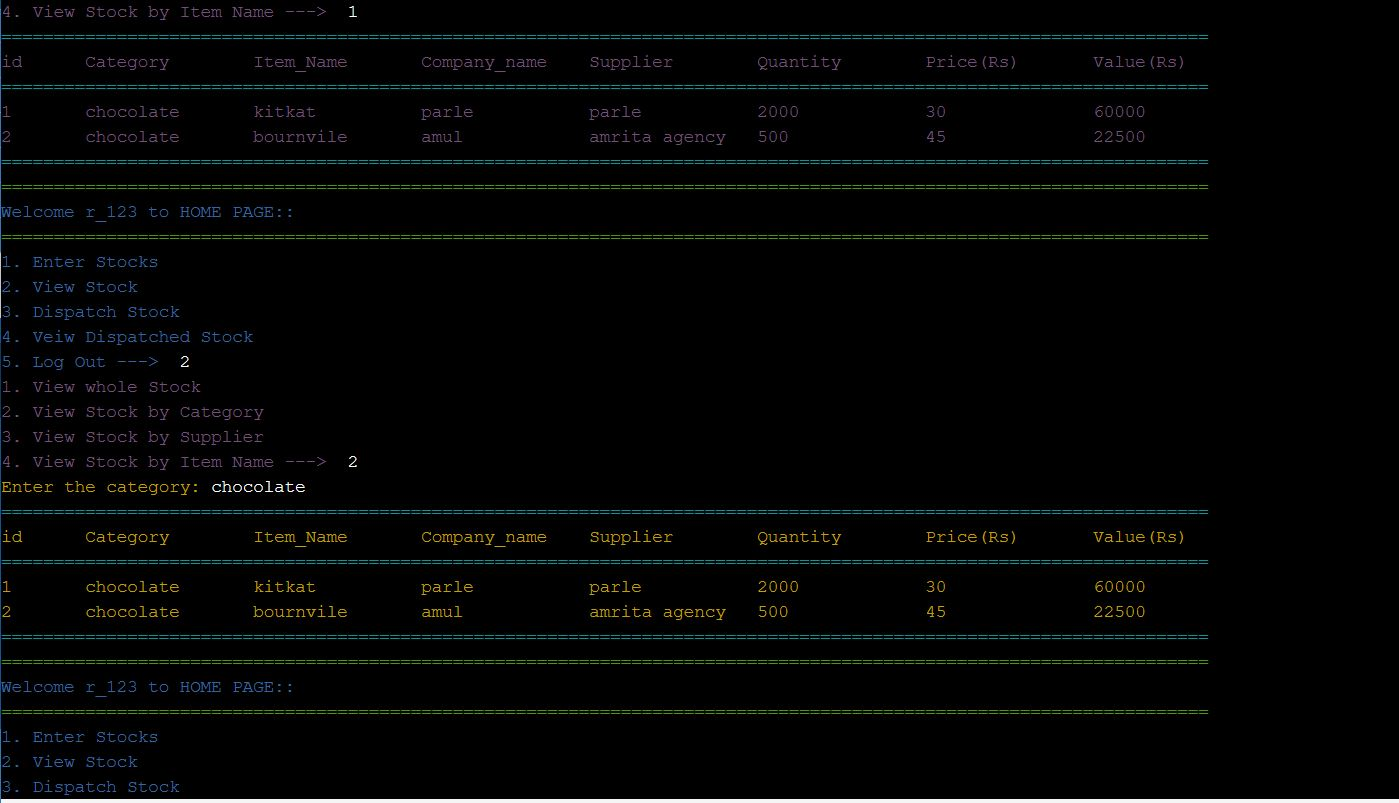 4. View Stock by Item Name --->  1
===================================================================================================================
id      Category        Item_Name       Company_name    Supplier        Quantity        Price(Rs)       Value(Rs)
===================================================================================================================
1       chocolate       kitkat          parle           parle           2000            30              60000
2       chocolate       bournvile       amul            amrita agency   500             45              22500
===================================================================================================================
===================================================================================================================
Welcome r_123 to HOME PAGE::
===================================================================================================================
1. Enter Stocks
2. View Stock
3. Dispatch Stock
4. Veiw Dispatched Stock
5. Log Out --->  2
1. View whole Stock
2. View Stock by Category
3. View Stock by Supplier
4. View Stock by Item Name --->  2
Enter the category: chocolate
===================================================================================================================
id      Category        Item_Name       Company_name    Supplier        Quantity        Price(Rs)       Value(Rs)
===================================================================================================================
1       chocolate       kitkat          parle           parle           2000            30              60000
2       chocolate       bournvile       amul            amrita agency   500             45              22500
===================================================================================================================
===================================================================================================================
Welcome r_123 to HOME PAGE::
===================================================================================================================
1. Enter Stocks
2. View Stock
3. Dispatch Stock